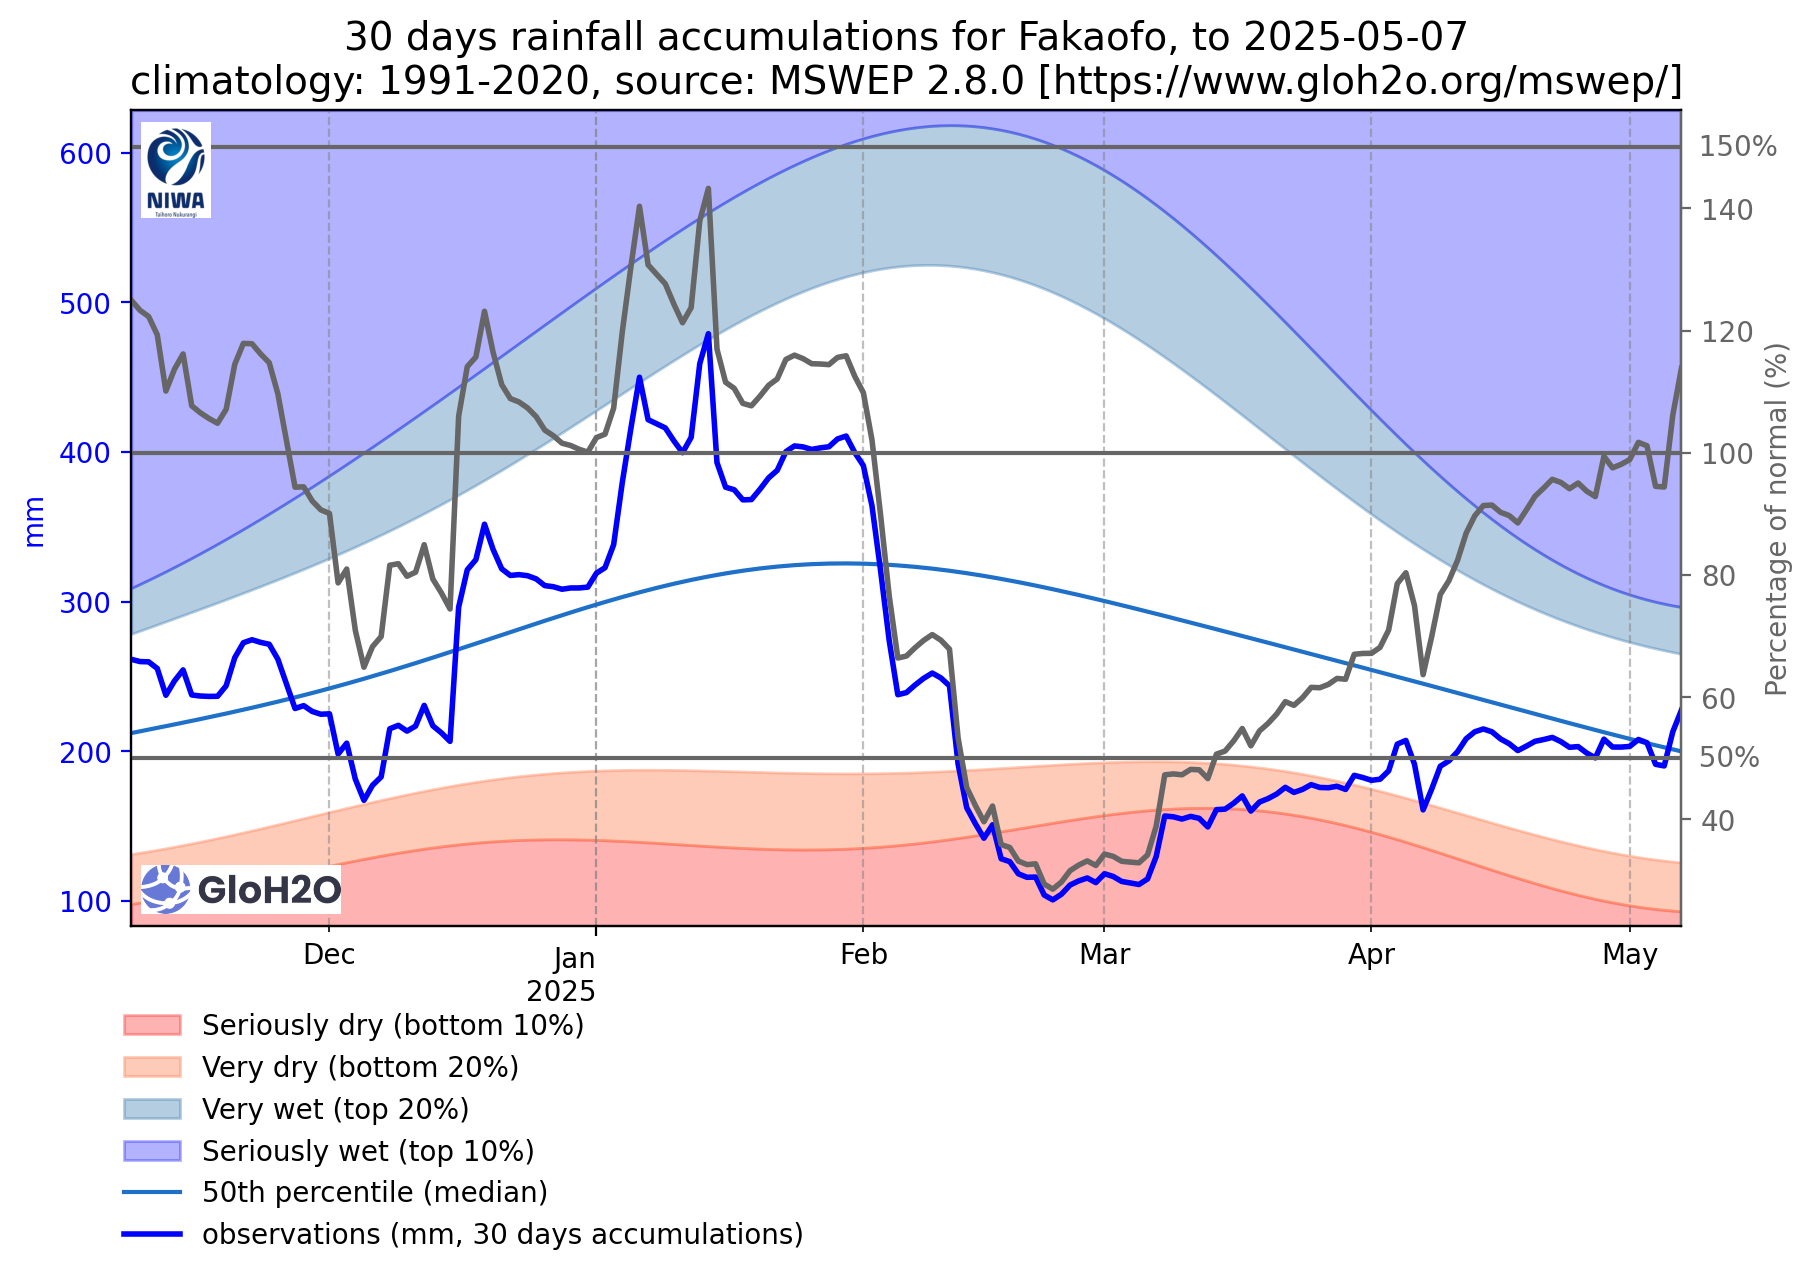 30 days rainfall accumulations for Fakaofo, to 2025-05-07
climatology: 1991-2020, source: MSWEP 2.8.0 [https://www.gloh2o.org/mswep/]
NIWA
Taihoro Nukurangi
600
500
400
300
200
100
mm
150%
140
120
100
80
60
50%
40
Percentage of normal (%)
GloH2O
Dec
Jan
2025
Feb
Mar
Apr
May
Seriously dry (bottom 10%)
Very dry (bottom 20%)
Very wet (top 20%)
Seriously wet (top 10%)
50th percentile (median)
observations (mm, 30 days accumulations)